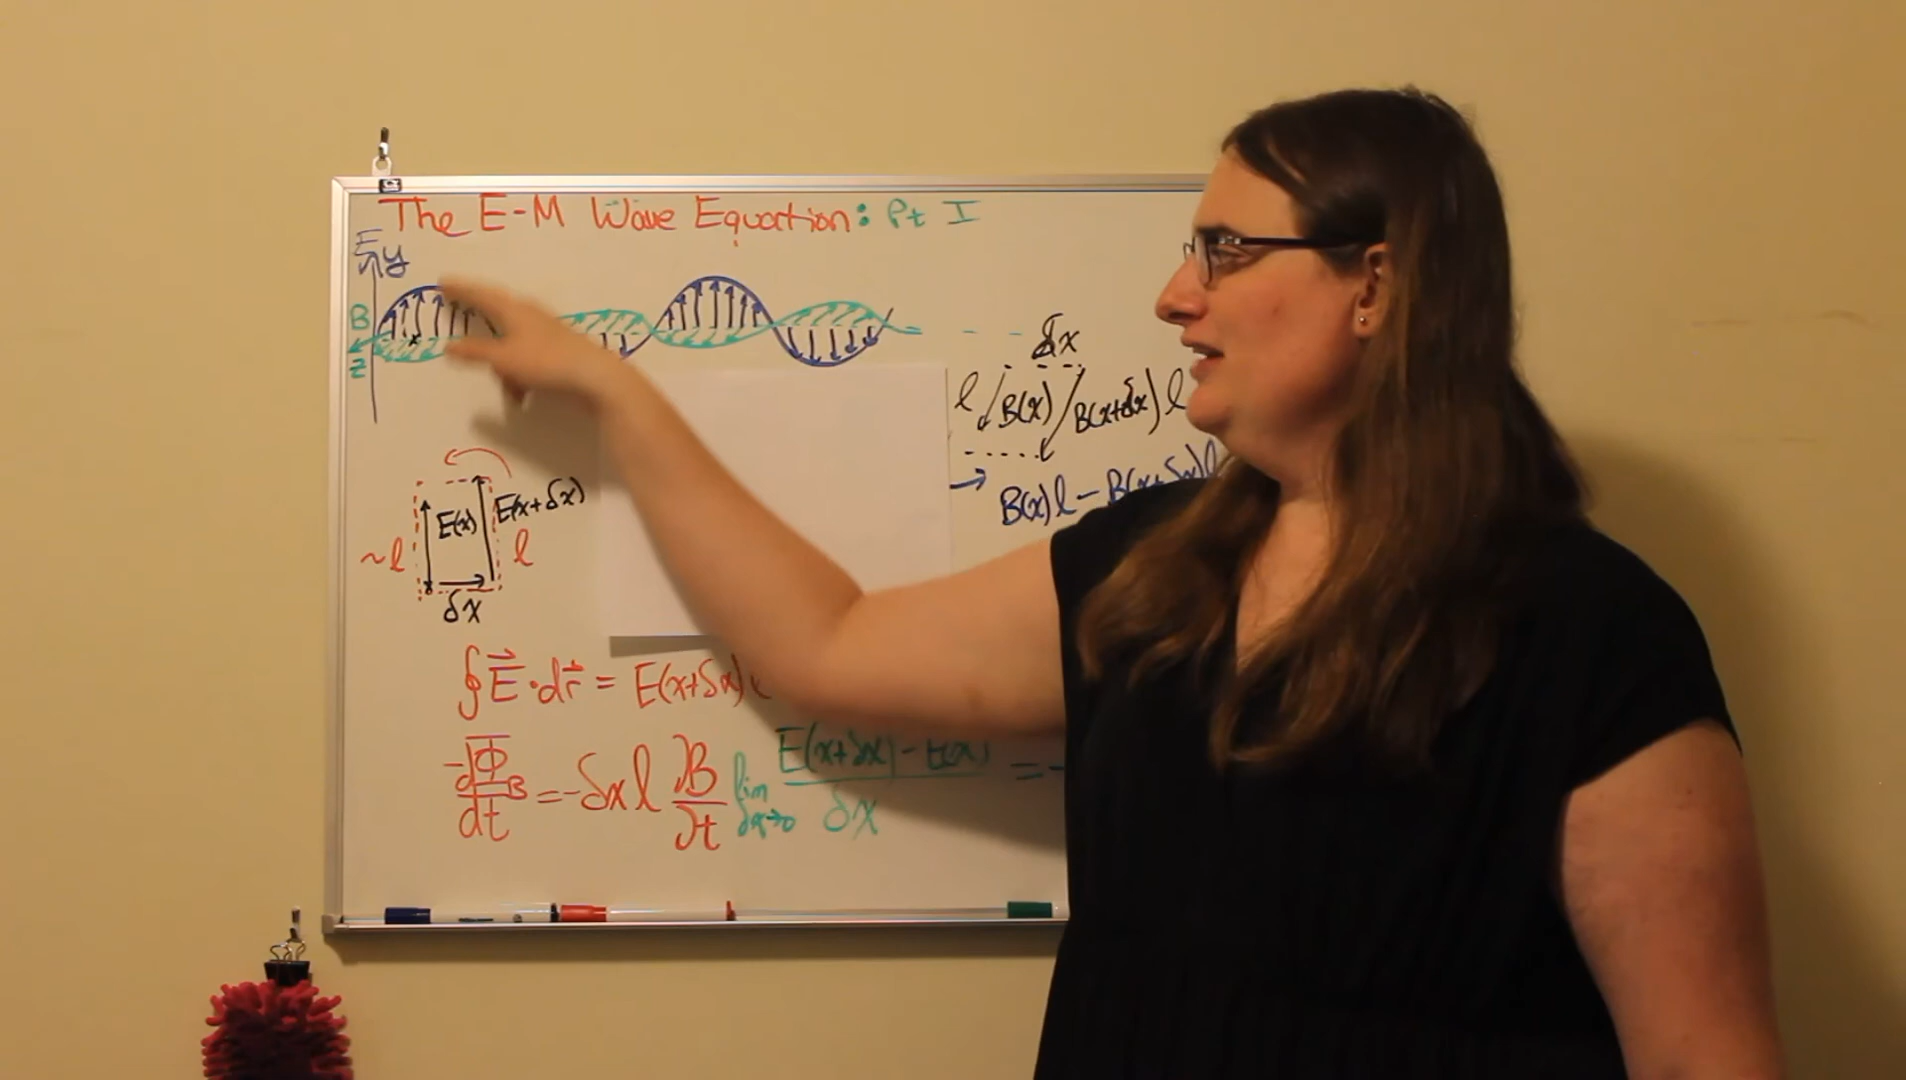 The E-M Wave Equation: Pt I
Ey
B
z
δx
l B(x) B(x+δx) l
→ B(x)l - B(x+δx)l
E(x) E(x+δx)
~l l
δx
∮E⃗·dr⃗ = E(x+δx)
-dΦB/dt = -δxl ∂B/∂t lim δx→0 E(x+δx) - E(x)/δx = -